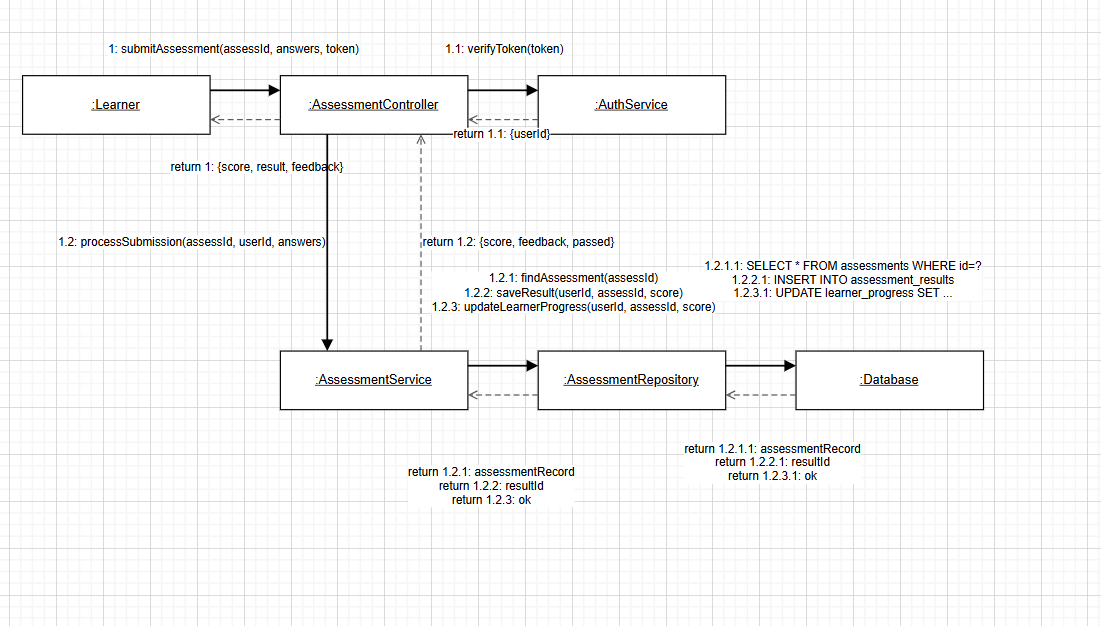 1: submitAssessment(assessId, answers, token)
1.1: verifyToken(token)
:Learner
:AssessmentController
:AuthService
return 1.1: {userId}
return 1: {score, result, feedback}
1.2: processSubmission(assessId, userId, answers)
return 1.2: {score, feedback, passed}
1.2.1: findAssessment(assessId)
1.2.2: saveResult(userId, assessId, score)
1.2.3: updateLearnerProgress(userId, assessId, score)
1.2.1.1: SELECT * FROM assessments WHERE id=?
1.2.2.1: INSERT INTO assessment_results
1.2.3.1: UPDATE learner_progress SET ...
:AssessmentService
:AssessmentRepository
:Database
return 1.2.1: assessmentRecord
return 1.2.2: resultId
return 1.2.3: ok
return 1.2.1.1: assessmentRecord
return 1.2.2.1: resultId
return 1.2.3.1: ok